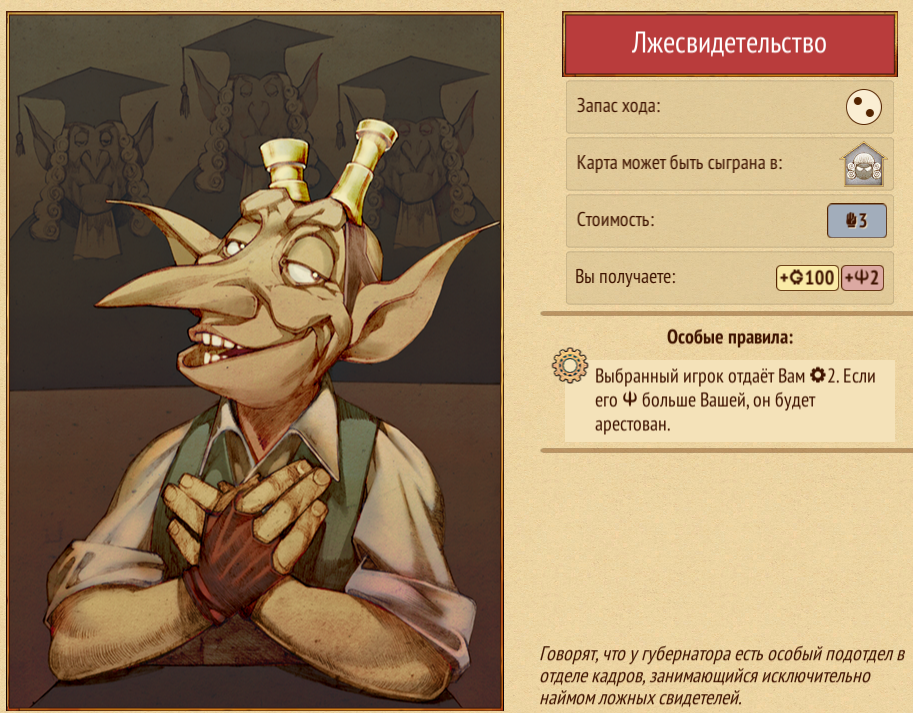 Лжесвидетельство
Запас хода:
Карта может быть сыграна в:
Стоимость:
3
Вы получаете:
+100 +2
Особые правила:
Выбранный игрок отдаёт Вам 2. Если
его больше Вашей, он будет
арестован.
Говорят, что у губернатора есть особый подотдел в
отделе кадров, занимающийся исключительно
наймом ложных свидетелей.